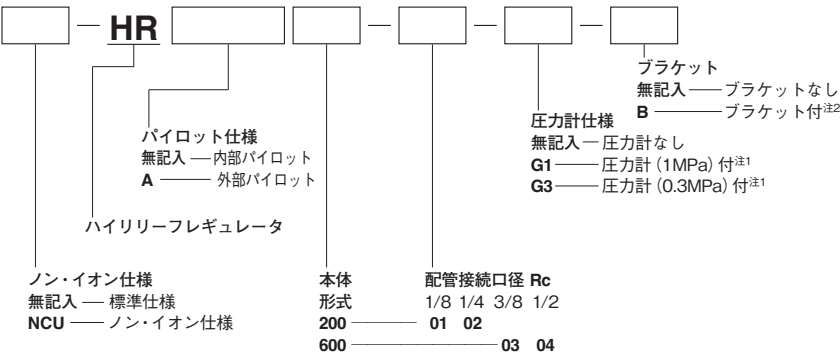 — HR — — —
ブラケット
無記入 ── ブラケットなし
B ──── ブラケット付注2
圧力計仕様
無記入 ─ 圧力計なし
G1 ── 圧力計（1MPa）付注1
G3 ── 圧力計（0.3MPa）付注1
パイロット仕様
無記入 ─ 内部パイロット
A ─── 外部パイロット
ハイリリーフレギュレータ
ノン・イオン仕様
無記入 ─ 標準仕様
NCU ── ノン・イオン仕様
本体
形式
200 ──── 01 02
600 ──────── 03 04
配管接続口径 Rc
1/8 1/4 3/8 1/2